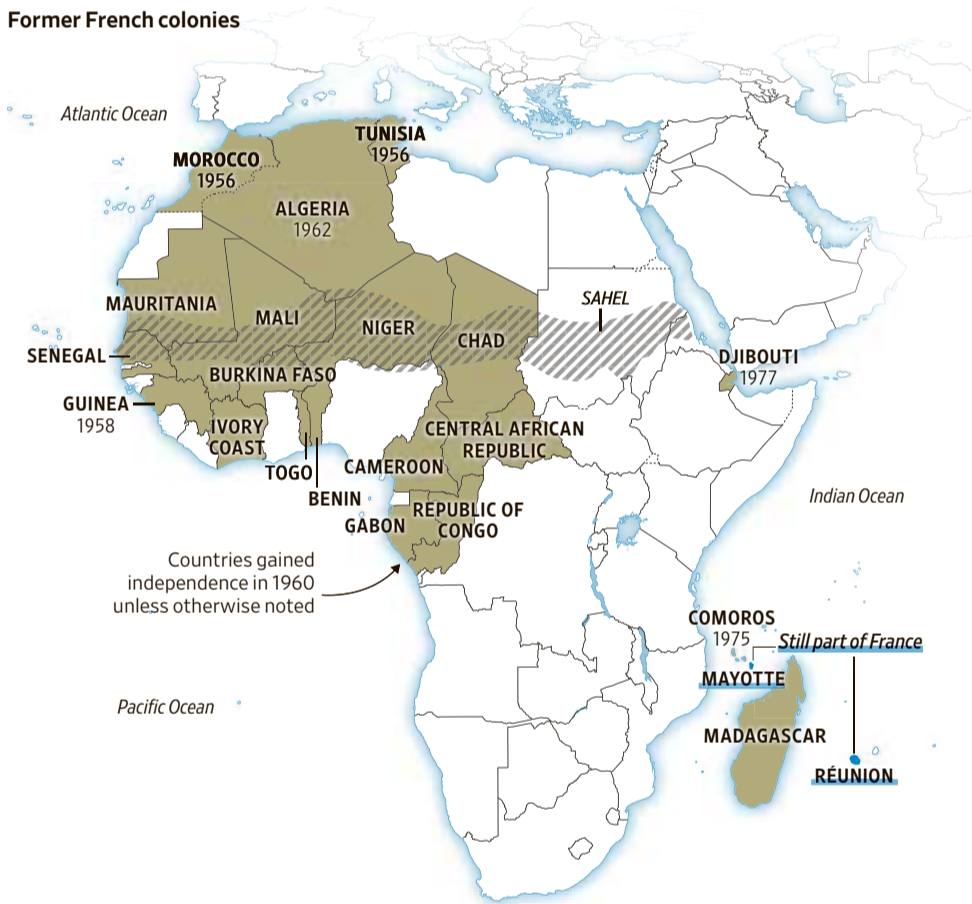 Former French colonies
Atlantic Ocean
TUNISIA
1956
MOROCCO
1956
ALGERIA
1962
MAURITANIA
MALI
NIGER
CHAD
SAHEL
SENEGAL
BURKINA FASO
DJIBOUTI
1977
GUINEA
1958
IVORY
COAST
CENTRAL AFRICAN
REPUBLIC
TOGO
CAMEROON
BENIN
GABON
REPUBLIC OF
CONGO
Indian Ocean
Countries gained
independence in 1960
unless otherwise noted
COMOROS
1975
Still part of France
MAYOTTE
Pacific Ocean
MADAGASCAR
RÉUNION